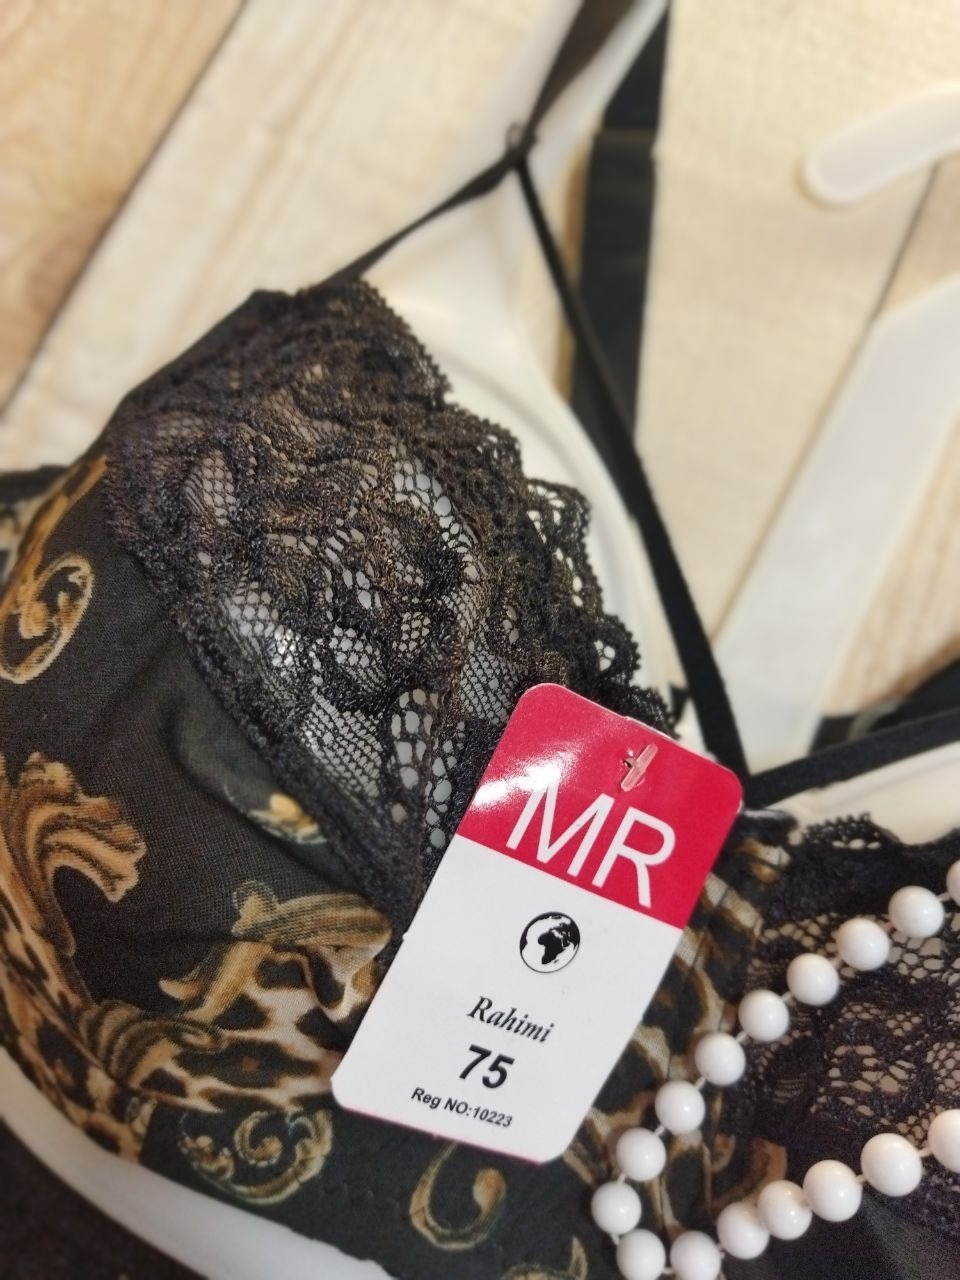 MR
Rahimi
75
Reg NO:10223